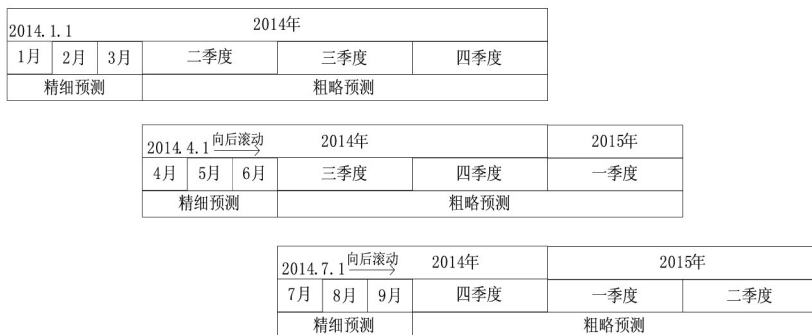 2014年
2014.1.1
1月 2月 3月 二季度 三季度 四季度
精细预测 粗略预测
2014.4.1 向后滚动 2014年 2015年
4月 5月 6月 三季度 四季度 一季度
精细预测 粗略预测
2014.7.1 向后滚动 2014年 2015年
7月 8月 9月 四季度 一季度 二季度
精细预测 粗略预测